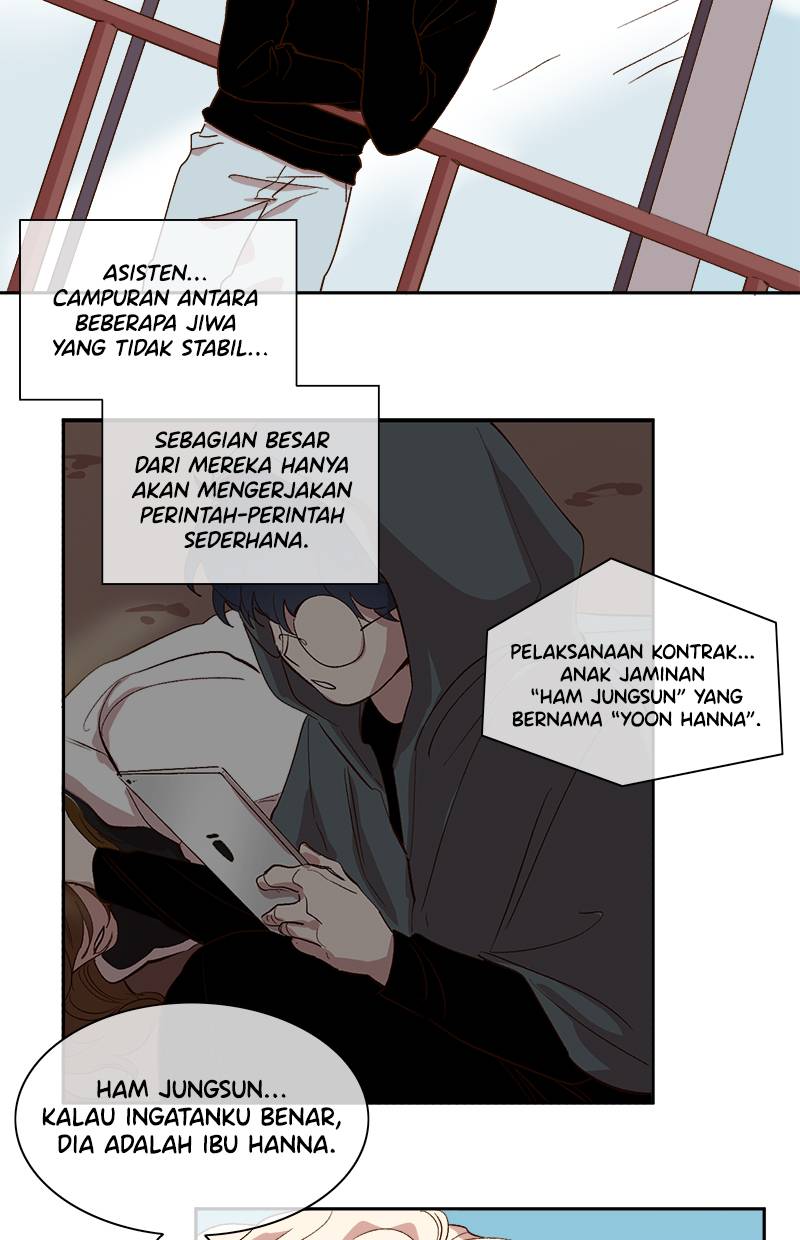 ASISTEN...
CAMPURAN ANTARA
BEBERAPA JIWA
YANG TIDAK STABIL...
SEBAGIAN BESAR
DARI MEREKA HANYA
AKAN MENGERJAKAN
PERINTAH-PERINTAH
SEDERHANA.
PELAKSANAAN KONTRAK...
ANAK JAMINAN
“HAM JUNGSUN” YANG
BERNAMA “YOON HANNA”.
HAM JUNGSUN...
KALAU INGATANKU BENAR,
DIA ADALAH IBU HANNA.